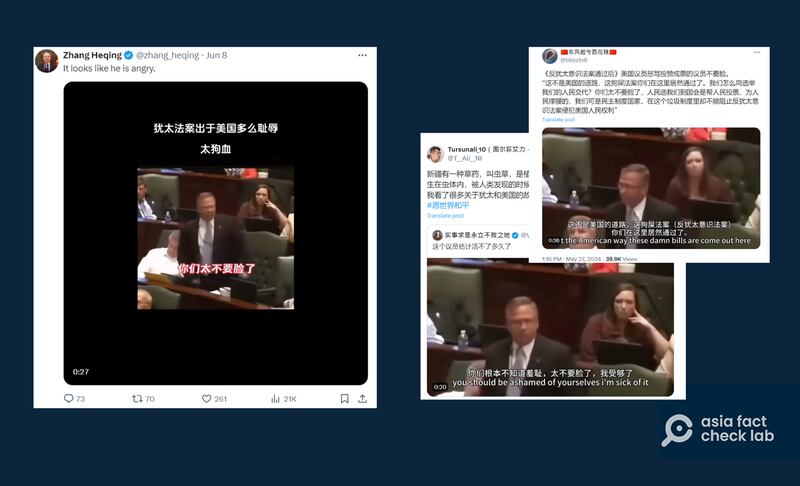 Zhang Heqing @zhang_heqing · Jun 8
It looks like he is angry.
犹太法案出于美国多么耻辱
太狗血
你们太不要脸了
0:27
73
70
261
21K
东风起兮百花残
@bbcctv6
《反犹太意识法案通过后》美国议员怒骂投赞成票的议员不要脸。
“这不是美国的道路，这狗屎法案你们在这里居然通过了。我们怎么向选举
我们的人民交代？你们太不要脸了，人民选我们到国会是帮人民投票、为人
民撑腰的，我们可是民主制度国家，在这个垃圾制度里却不能阻止反犹太意
识法案侵犯美国人民权利”
Translate post
这不是美国的道路，这狗屎法案（反犹太意识法案）
你们在这里居然通过了。
t the American way these damn bills are come out here
0:36
1:16 PM · May 27, 2024 · 39.9K Views
Tursunali_10（图尔荪艾力
@T_Ali_10
新疆有一种草药，叫虫草，是植
生在虫体内，被人类发现的时候
我看了很多关于犹太和美国的故
#愿世界和平
Translate post
实事求是永立不败之地
这个议员估计活不了多久了
你们根本不知道羞耻，太不要脸了，我受够了
you should be ashamed of yourselves i'm sick of it
0:20
asia fact
check lab